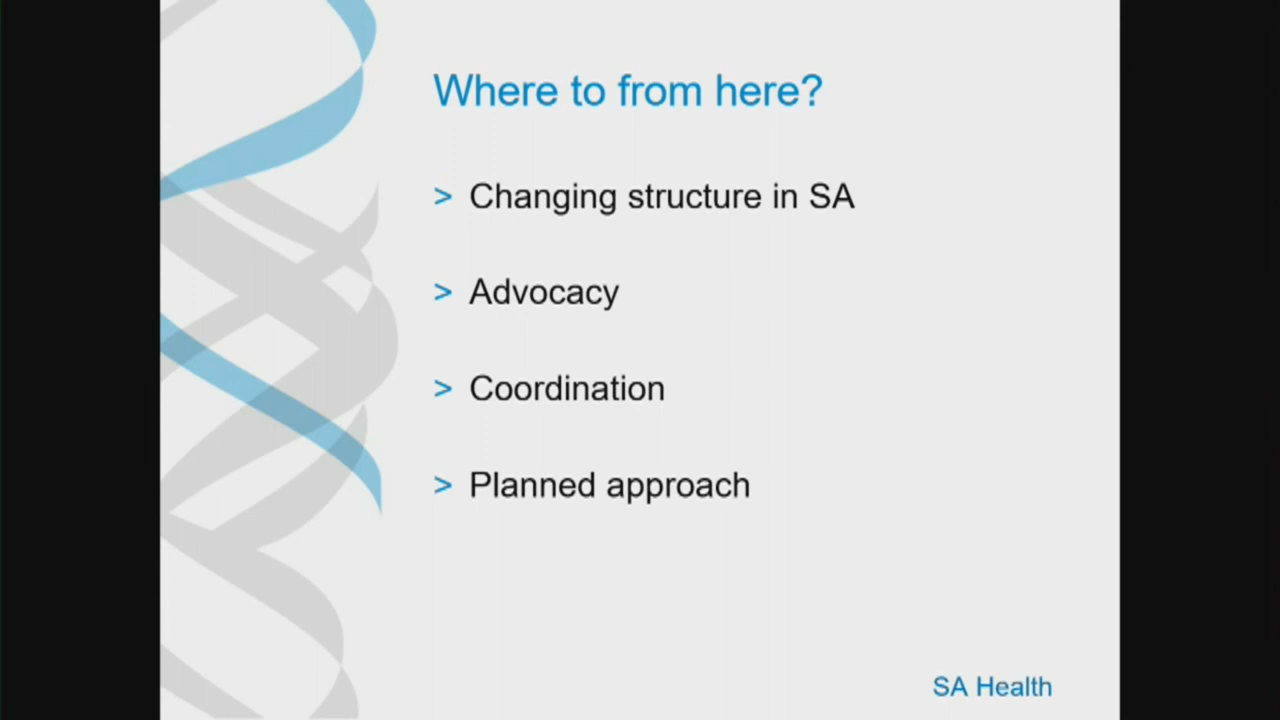 Where to from here?
> Changing structure in SA
> Advocacy
> Coordination
> Planned approach
SA Health